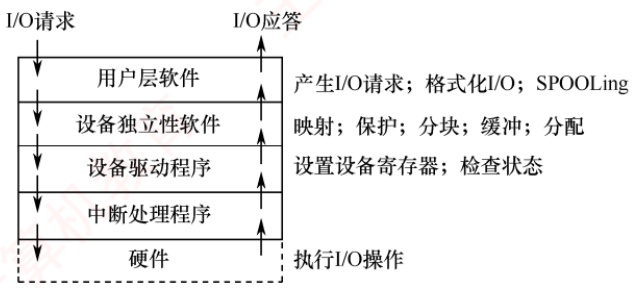 I/O请求 I/O应答
用户层软件 产生I/O请求；格式化I/O；SPOOLing
设备独立性软件 映射；保护；分块；缓冲；分配
设备驱动程序 设置设备寄存器；检查状态
中断处理程序
硬件 执行I/O操作